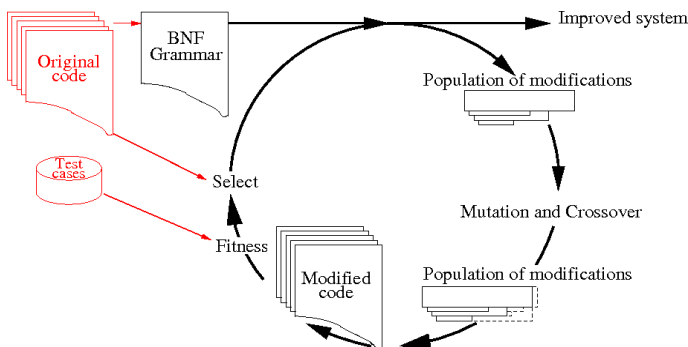 Improved system
BNF
Grammar
Original
code
Population of modifications
Test
cases
Select
Mutation and Crossover
Fitness
Modified
code
Population of modifications